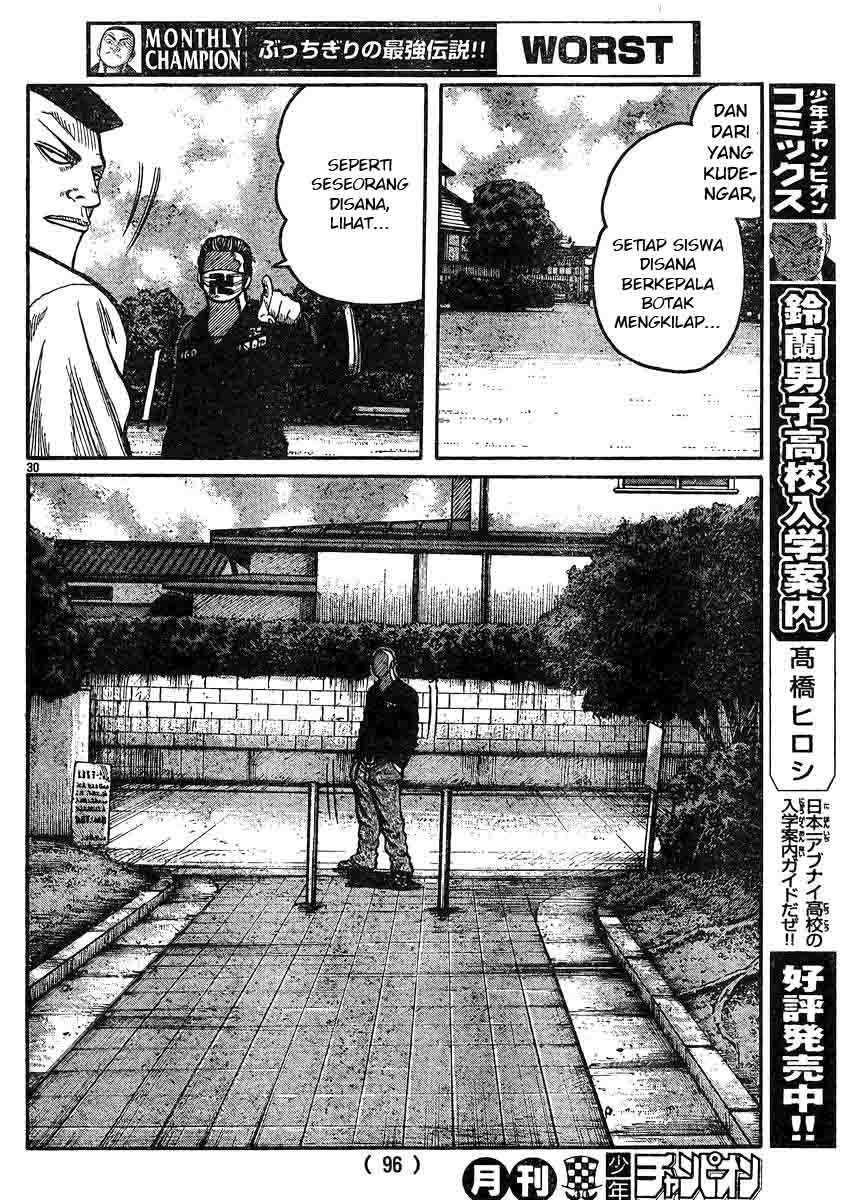 MONTHLY
CHAMPION
ぶっちぎりの最強伝説!!
WORST
DAN
DARI
YANG
KUDE-
NGAR,
SETIAP SISWA
DISANA
BERKEPALA
BOTAK
MENGKILAP...
SEPERTI
SESEORANG
DISANA,
LIHAT...
30
少年チャンピオン
コミックス
鈴蘭男子高校入学案内
髙橋ヒロシ
日本一アブナイ高校の
入学案内ガイドだぜ!!
好評発売中!!
( 96 )
月刊
少年
チャンピオン